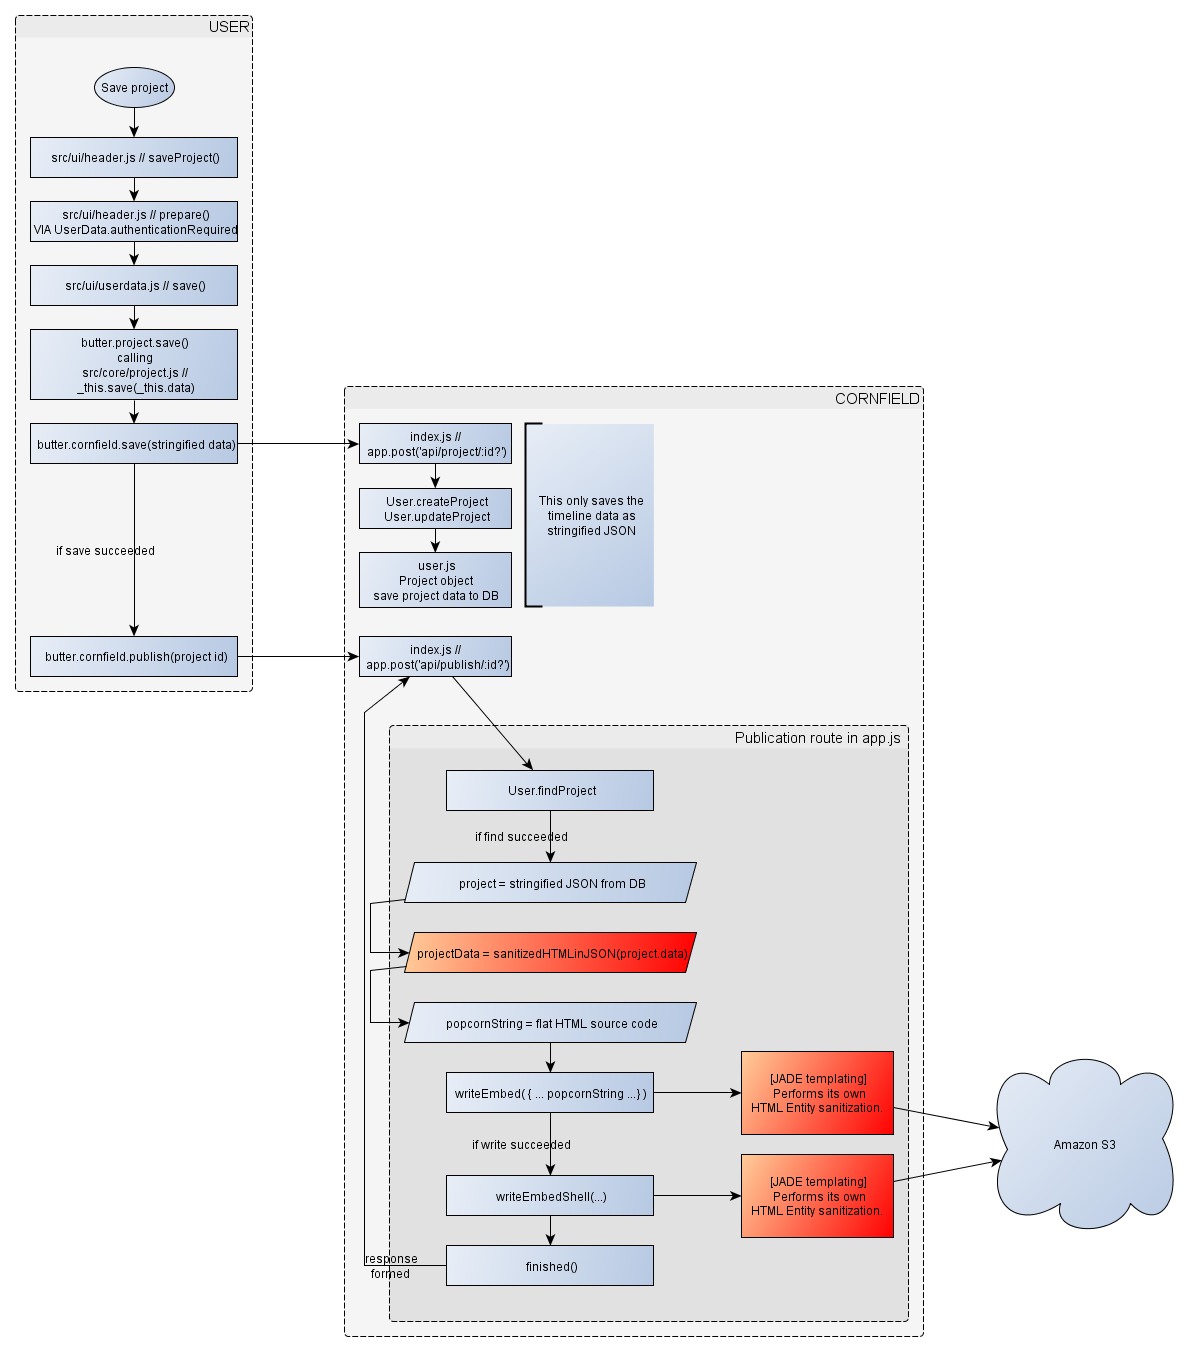 USER
Save project
src/ui/header.js // saveProject()
src/ui/header.js // prepare()
VIA UserData.authenticationRequired
src/ui/userdata.js // save()
butter.project.save()
calling
src/core/project.js //
_this.save(_this.data)
butter.cornfield.save(stringified data)
if save succeeded
butter.cornfield.publish(project id)
CORNFIELD
index.js //
app.post('api/project/:id?')
User.createProject
User.updateProject
user.js
Project object
save project data to DB
This only saves the
timeline data as
stringified JSON
index.js //
app.post('api/publish/:id?')
Publication route in app.js
User.findProject
if find succeeded
project = stringified JSON from DB
projectData = sanitizedHTMLinJSON(project.data)
popcornString = flat HTML source code
writeEmbed( { ... popcornString ...} )
[JADE templating]
Performs its own
HTML Entity sanitization.
if write succeeded
writeEmbedShell(...)
[JADE templating]
Performs its own
HTML Entity sanitization.
finished()
response
formed
Amazon S3